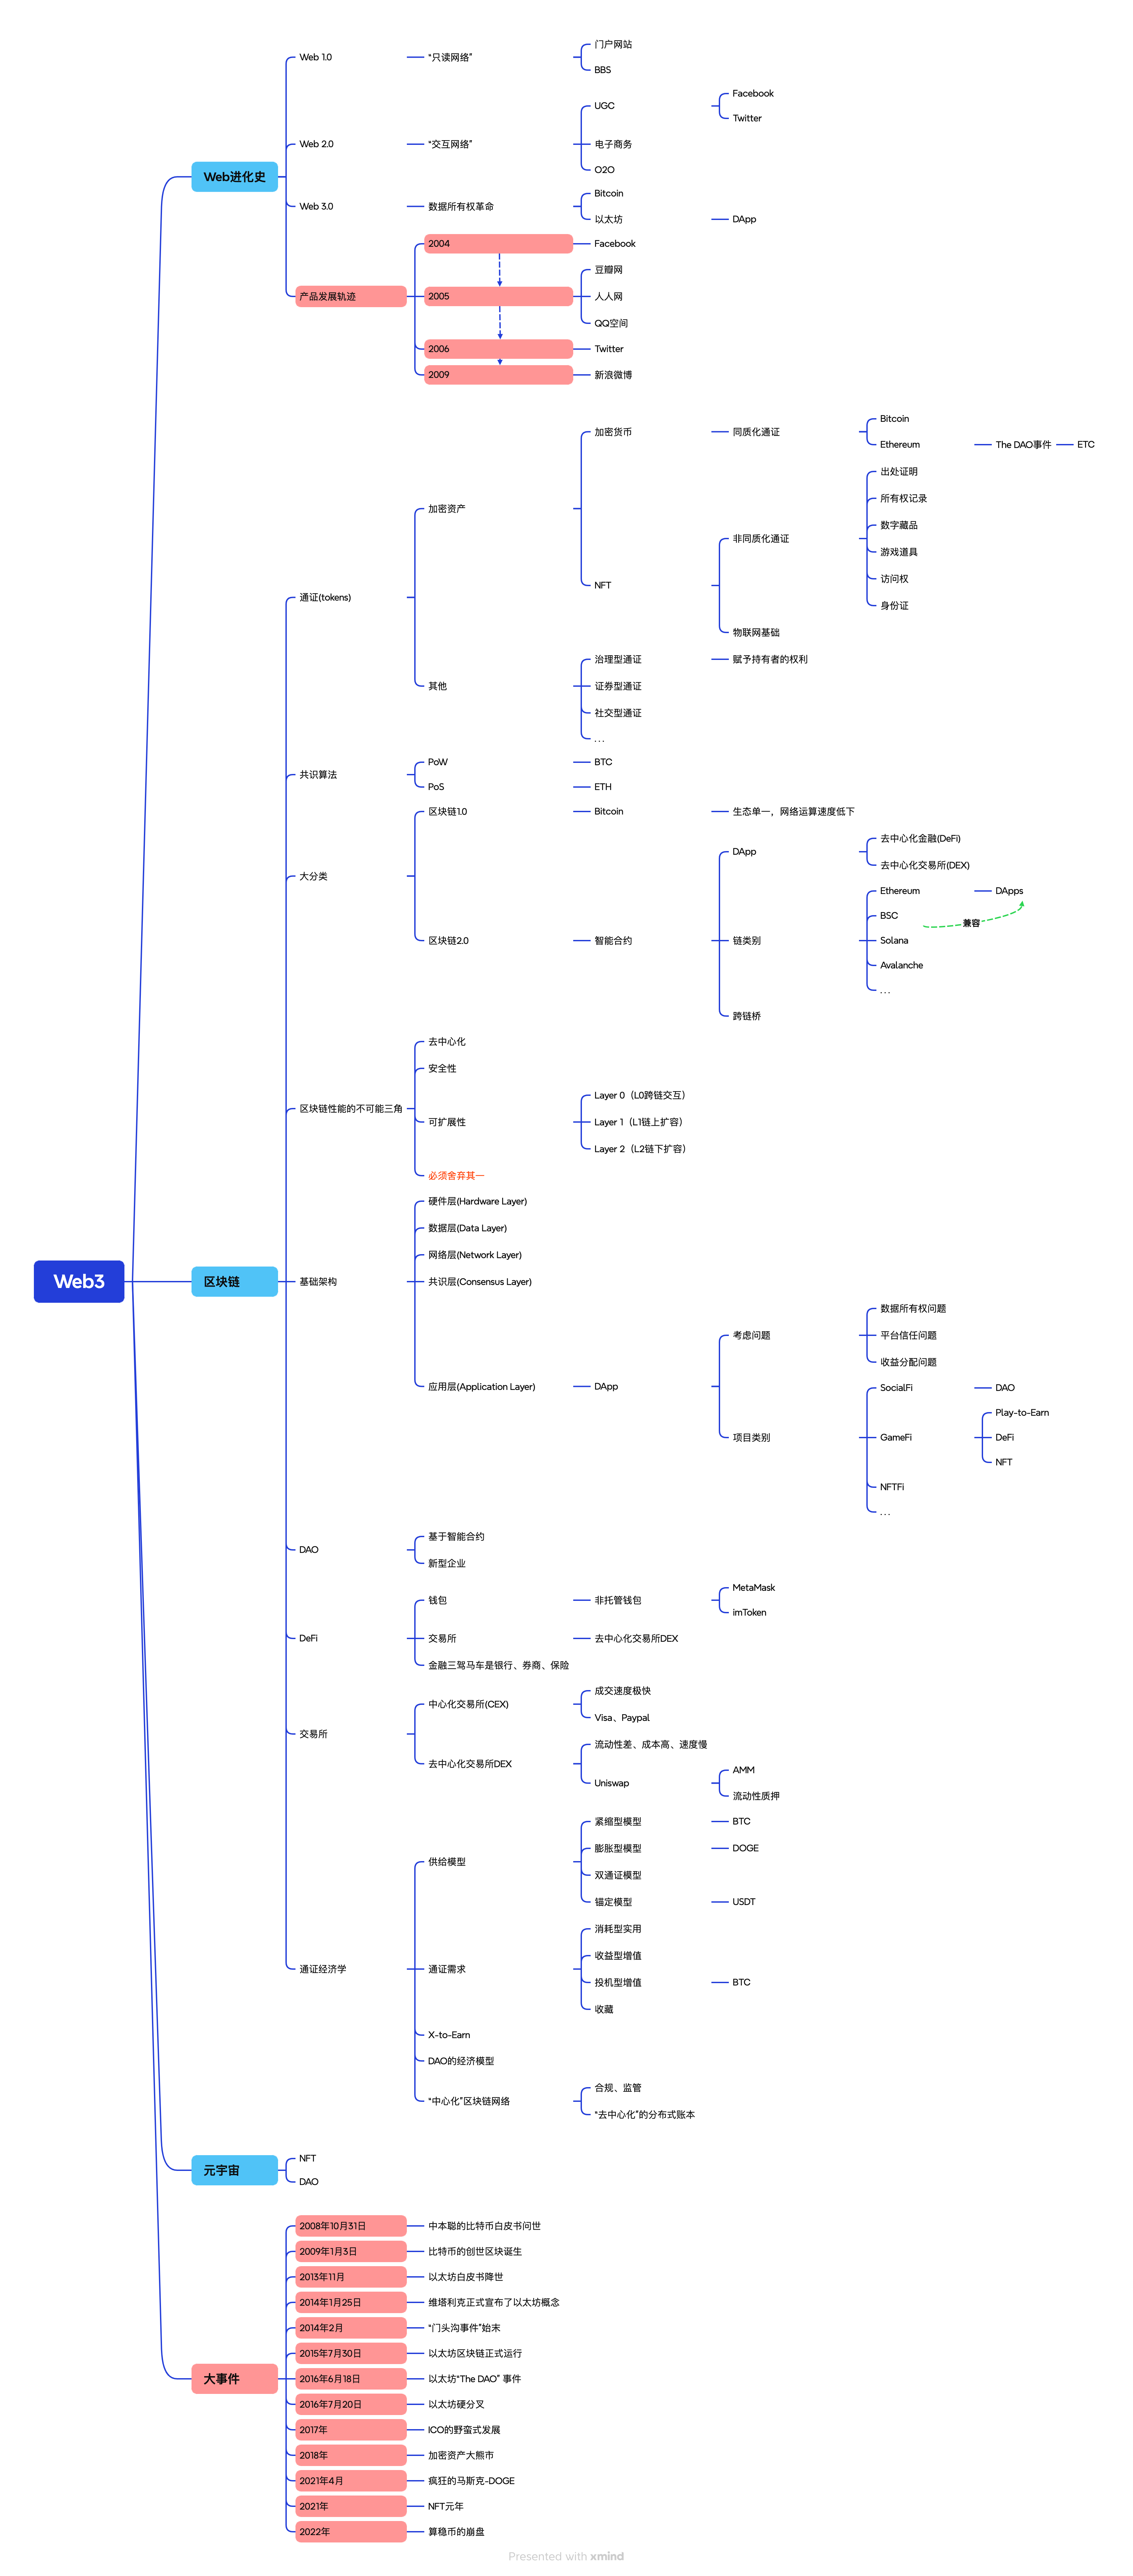 Web3
Web进化史
Web 1.0
“只读网络”
门户网站
BBS
Web 2.0
“交互网络”
UGC
Facebook
Twitter
电子商务
O2O
Web 3.0
数据所有权革命
Bitcoin
以太坊
DApp
产品发展轨迹
2004
Facebook
2005
豆瓣网
人人网
QQ空间
2006
Twitter
2009
新浪微博
区块链
通证(tokens)
加密资产
加密货币
同质化通证
Bitcoin
Ethereum
The DAO事件
ETC
NFT
非同质化通证
出处证明
所有权记录
数字藏品
游戏道具
访问权
身份证
物联网基础
其他
治理型通证
赋予持有者的权利
证券型通证
社交型通证
...
共识算法
PoW
BTC
PoS
ETH
大分类
区块链1.0
Bitcoin
生态单一，网络运算速度低下
区块链2.0
智能合约
DApp
去中心化金融(DeFi)
去中心化交易所(DEX)
链类别
Ethereum
DApps
BSC
兼容
Solana
Avalanche
...
跨链桥
区块链性能的不可能三角
去中心化
安全性
可扩展性
Layer 0（L0跨链交互）
Layer 1（L1链上扩容）
Layer 2（L2链下扩容）
必须舍弃其一
基础架构
硬件层(Hardware Layer)
数据层(Data Layer)
网络层(Network Layer)
共识层(Consensus Layer)
应用层(Application Layer)
DApp
考虑问题
数据所有权问题
平台信任问题
收益分配问题
项目类别
SocialFi
DAO
GameFi
Play-to-Earn
DeFi
NFT
NFTFi
...
DAO
基于智能合约
新型企业
DeFi
钱包
非托管钱包
MetaMask
imToken
交易所
去中心化交易所DEX
金融三驾马车是银行、券商、保险
交易所
中心化交易所(CEX)
成交速度极快
Visa、Paypal
去中心化交易所DEX
流动性差、成本高、速度慢
Uniswap
AMM
流动性质押
通证经济学
供给模型
紧缩型模型
BTC
膨胀型模型
DOGE
双通证模型
锚定模型
USDT
通证需求
消耗型实用
收益型增值
投机型增值
BTC
收藏
X-to-Earn
DAO的经济模型
“中心化”区块链网络
合规、监管
“去中心化”的分布式账本
元宇宙
NFT
DAO
大事件
2008年10月31日
中本聪的比特币白皮书问世
2009年1月3日
比特币的创世区块诞生
2013年11月
以太坊白皮书降世
2014年1月25日
维塔利克正式宣布了以太坊概念
2014年2月
“门头沟事件”始末
2015年7月30日
以太坊区块链正式运行
2016年6月18日
以太坊“The DAO” 事件
2016年7月20日
以太坊硬分叉
2017年
ICO的野蛮式发展
2018年
加密资产大熊市
2021年4月
疯狂的马斯克-DOGE
2021年
NFT元年
2022年
算稳币的崩盘
Presented with xmind